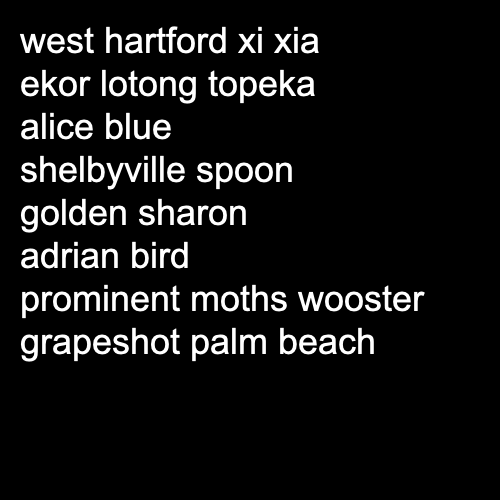 west hartford xi xia
ekor lotong topeka
alice blue
shelbyville spoon
golden sharon
adrian bird
prominent moths wooster
grapeshot palm beach